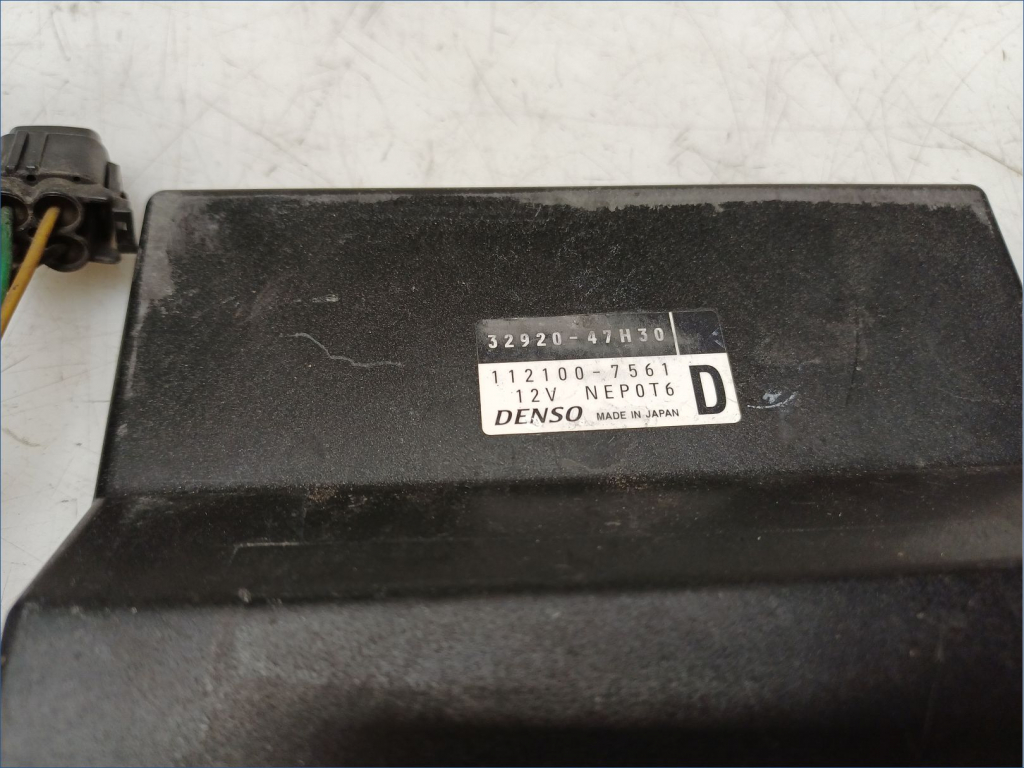 32920-47H30
112100-7561
12V NEP0T6
D
DENSO MADE IN JAPAN